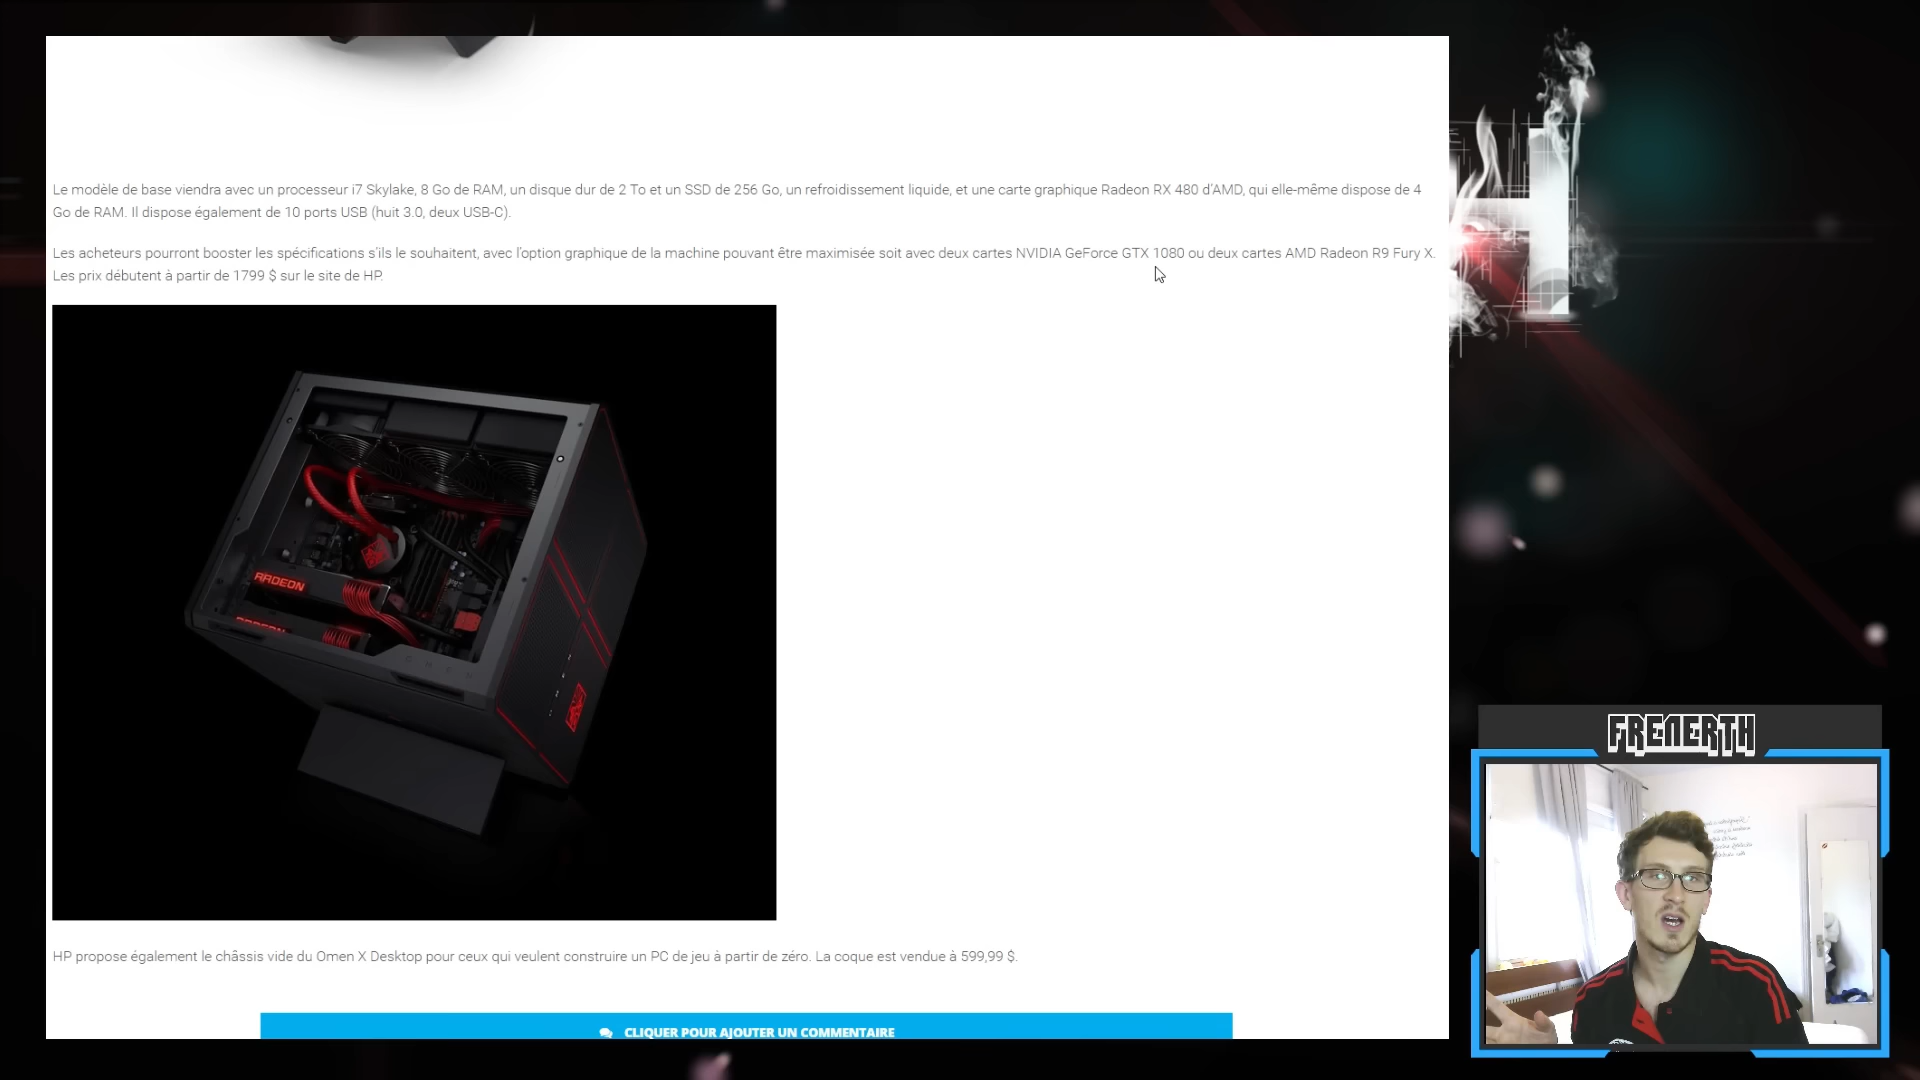 Le modèle de base viendra avec un processeur i7 Skylake, 8 Go de RAM, un disque dur de 2 To et un SSD de 256 Go, un refroidissement liquide, et une carte graphique Radeon RX 480 d'AMD, qui elle-même dispose de 4
Go de RAM. Il dispose également de 10 ports USB (huit 3.0, deux USB-C).
Les acheteurs pourront booster les spécifications s'ils le souhaitent, avec l'option graphique de la machine pouvant être maximisée soit avec deux cartes NVIDIA GeForce GTX 1080 ou deux cartes AMD Radeon R9 Fury X.
Les prix débutent à partir de 1799 $ sur le site de HP.
RADEON
RADEON
HP propose également le châssis vide du Omen X Desktop pour ceux qui veulent construire un PC de jeu à partir de zéro. La coque est vendue à 599,99 $.
CLIQUER POUR AJOUTER UN COMMENTAIRE
FRENERTH